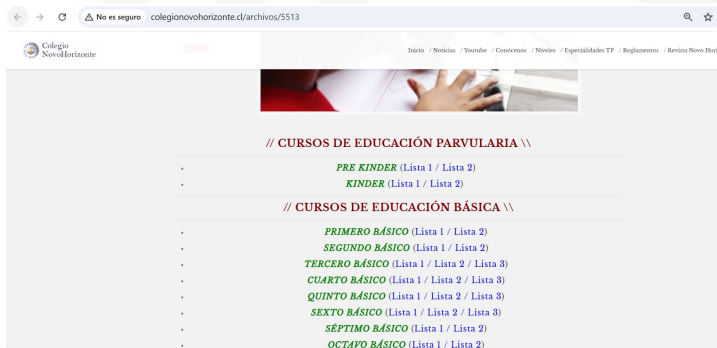 No es seguro colegionovohorizonte.cl/archivos/5513
Colegio
NovoHorizonte
Inicio / Noticias / Youtube / Conócenos / Niveles / Especialidades T.P / Reglamentos / Revista Novo Hori
// CURSOS DE EDUCACIÓN PARVULARIA \\
PRE KINDER (Lista 1 / Lista 2)
KINDER (Lista 1 / Lista 2)
// CURSOS DE EDUCACIÓN BÁSICA \\
PRIMERO BÁSICO (Lista 1 / Lista 2)
SEGUNDO BÁSICO (Lista 1 / Lista 2)
TERCERO BÁSICO (Lista 1 / Lista 2 / Lista 3)
CUARTO BÁSICO (Lista 1 / Lista 2 / Lista 3)
QUINTO BÁSICO (Lista 1 / Lista 2 / Lista 3)
SEXTO BÁSICO (Lista 1 / Lista 2 / Lista 3)
SÉPTIMO BÁSICO (Lista 1 / Lista 2)
OCTAVO BÁSICO (Lista 1 / Lista 2)